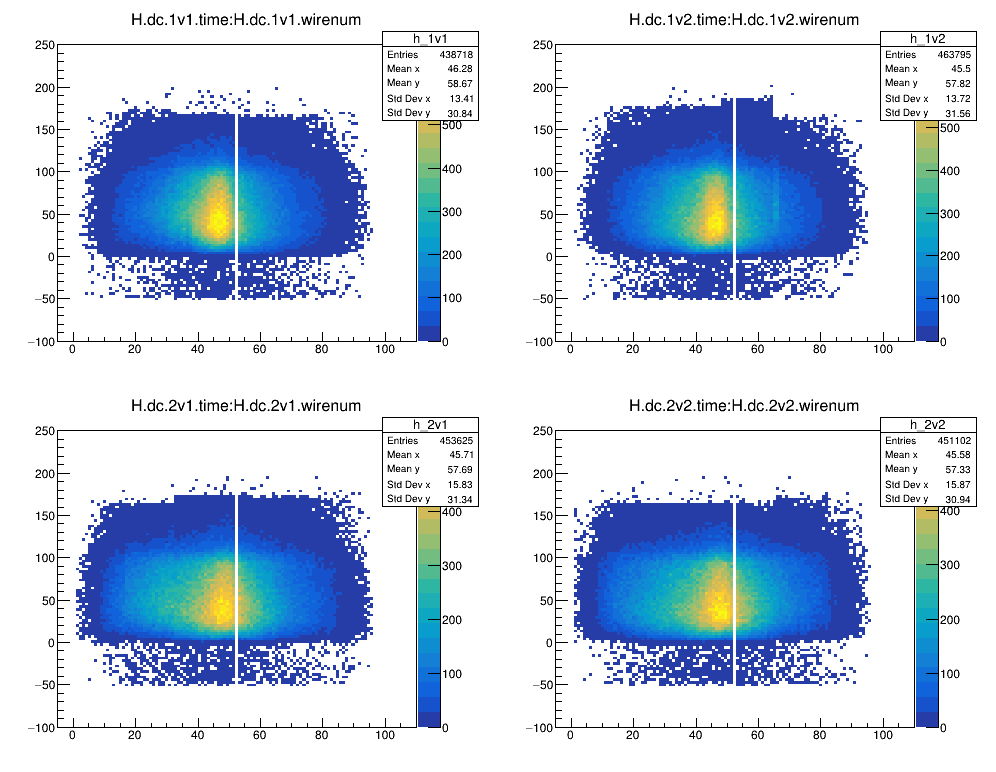 H.dc.1v1.time:H.dc.1v1.wirenum
h_1v1
Entries 438718
Mean x 46.28
Mean y 58.67
Std Dev x 13.41
Std Dev y 30.84
250
200
150
100
50
0
−50
−100
0 20 40 60 80 100
500
400
300
200
100
0
H.dc.1v2.time:H.dc.1v2.wirenum
h_1v2
Entries 463795
Mean x 45.5
Mean y 57.82
Std Dev x 13.72
Std Dev y 31.56
250
200
150
100
50
0
−50
−100
0 20 40 60 80 100
500
400
300
200
100
0
H.dc.2v1.time:H.dc.2v1.wirenum
h_2v1
Entries 453625
Mean x 45.71
Mean y 57.69
Std Dev x 15.83
Std Dev y 31.34
250
200
150
100
50
0
−50
−100
0 20 40 60 80 100
400
300
200
100
0
H.dc.2v2.time:H.dc.2v2.wirenum
h_2v2
Entries 451102
Mean x 45.58
Mean y 57.33
Std Dev x 15.87
Std Dev y 30.94
250
200
150
100
50
0
−50
−100
0 20 40 60 80 100
400
300
200
100
0